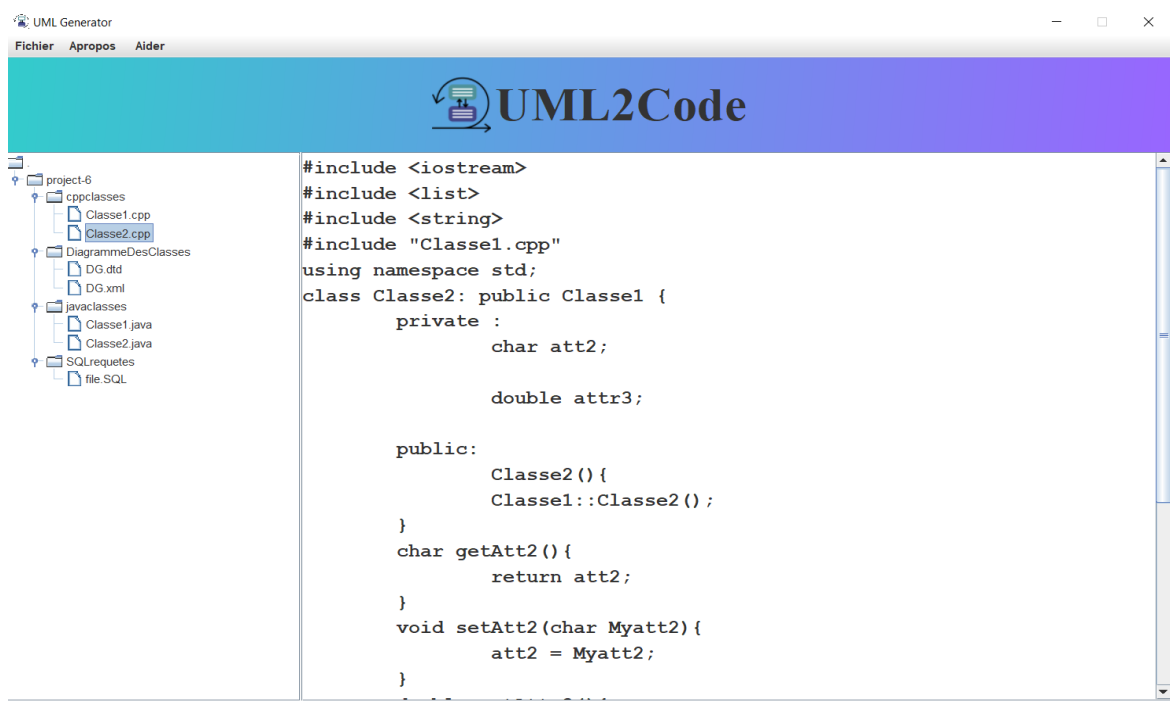 UML Generator
Fichier Apropos Aider
UML2Code
.
project-6
cppclasses
Classe1.cpp
Classe2.cpp
DiagrammeDesClasses
DG.dtd
DG.xml
javaclasses
Classe1.java
Classe2.java
SQLrequetes
file.SQL
#include <iostream>
#include <list>
#include <string>
#include "Classe1.cpp"
using namespace std;
class Classe2: public Classe1 {
private :
char att2;
double attr3;
public:
Classe2(){
Classe1::Classe2();
}
char getAtt2(){
return att2;
}
void setAtt2(char Myatt2){
att2 = Myatt2;
}